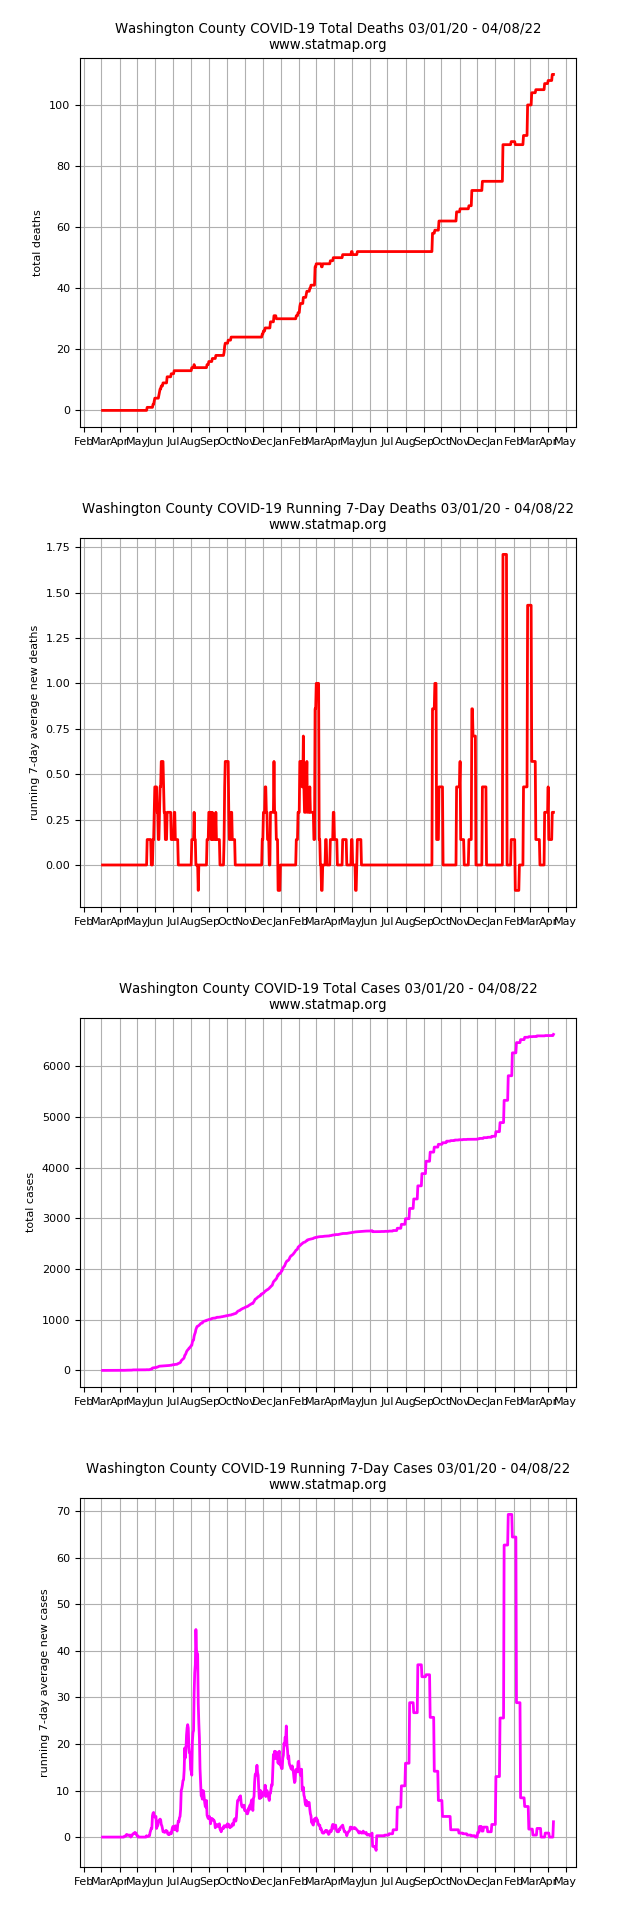 Washington County COVID-19 Total Deaths 03/01/20 - 04/08/22
www.statmap.org
total deaths
100
80
60
40
20
0
Feb Mar Apr May Jun Jul Aug Sep Oct Nov Dec Jan Feb Mar Apr May Jun Jul Aug Sep Oct Nov Dec Jan Feb Mar Apr May
Washington County COVID-19 Running 7-Day Deaths 03/01/20 - 04/08/22
www.statmap.org
running 7-day average new deaths
1.75
1.50
1.25
1.00
0.75
0.50
0.25
0.00
Feb Mar Apr May Jun Jul Aug Sep Oct Nov Dec Jan Feb Mar Apr May Jun Jul Aug Sep Oct Nov Dec Jan Feb Mar Apr May
Washington County COVID-19 Total Cases 03/01/20 - 04/08/22
www.statmap.org
total cases
6000
5000
4000
3000
2000
1000
0
Feb Mar Apr May Jun Jul Aug Sep Oct Nov Dec Jan Feb Mar Apr May Jun Jul Aug Sep Oct Nov Dec Jan Feb Mar Apr May
Washington County COVID-19 Running 7-Day Cases 03/01/20 - 04/08/22
www.statmap.org
running 7-day average new cases
70
60
50
40
30
20
10
0
Feb Mar Apr May Jun Jul Aug Sep Oct Nov Dec Jan Feb Mar Apr May Jun Jul Aug Sep Oct Nov Dec Jan Feb Mar Apr May